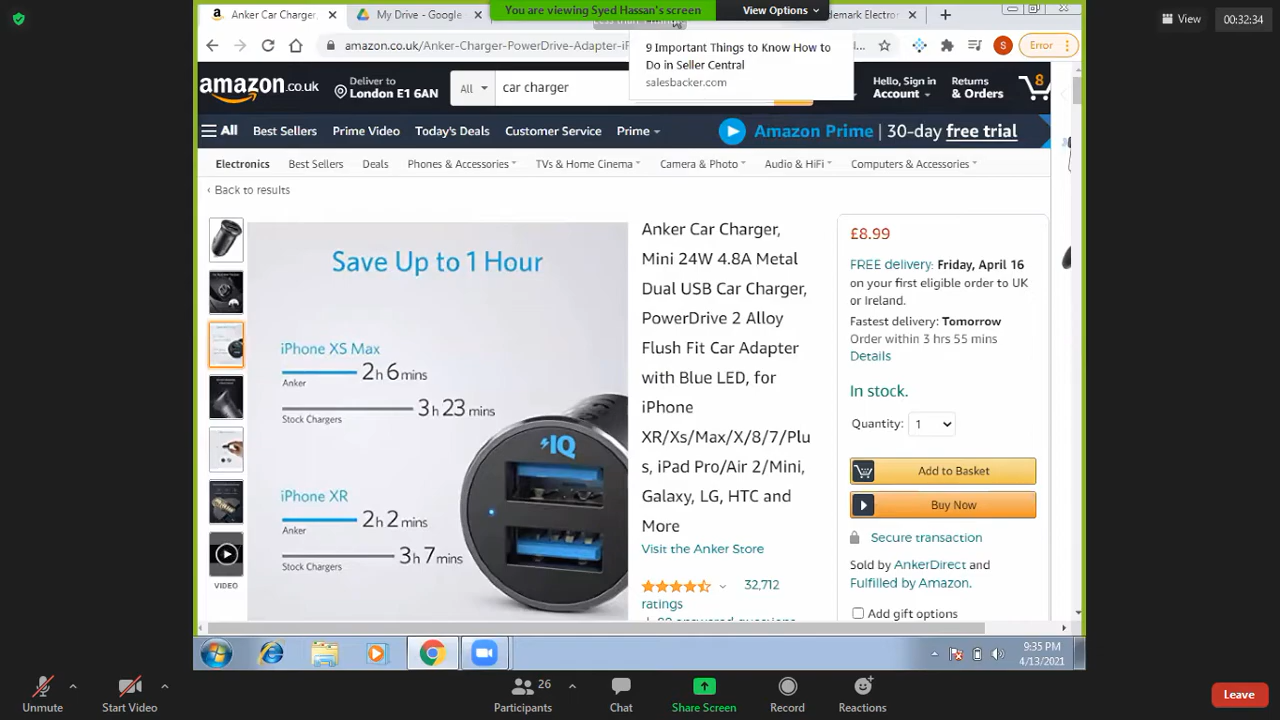 Anker Car Charger,
My Drive - Google
You are viewing Syed Hassan's screen
View Options
demark Electro
View
00:32:34
amazon.co.uk/Anker-Charger-PowerDrive-Adapter-iF
9 Important Things to Know How to
Do in Seller Central
salesbacker.com
S
Error
amazon.co.uk
Deliver to
London E1 6AN
All
car charger
Hello, Sign in
Account
Returns
& Orders
8
All
Best Sellers
Prime Video
Today's Deals
Customer Service
Prime
Amazon Prime | 30-day free trial
Electronics
Best Sellers
Deals
Phones & Accessories
TVs & Home Cinema
Camera & Photo
Audio & HiFi
Computers & Accessories
‹ Back to results
Save Up to 1 Hour
iPhone XS Max
2h 6mins
Anker
3h 23 mins
Stock Chargers
iPhone XR
2h 2mins
Anker
3h 7mins
Stock Chargers
IQ
VIDEO
Anker Car Charger,
Mini 24W 4.8A Metal
Dual USB Car Charger,
PowerDrive 2 Alloy
Flush Fit Car Adapter
with Blue LED, for
iPhone
XR/Xs/Max/X/8/7/Plu
s, iPad Pro/Air 2/Mini,
Galaxy, LG, HTC and
More
Visit the Anker Store
32,712
ratings
£8.99
FREE delivery: Friday, April 16
on your first eligible order to UK
or Ireland.
Fastest delivery: Tomorrow
Order within 3 hrs 55 mins
Details
In stock.
Quantity: 1
Add to Basket
Buy Now
Secure transaction
Sold by AnkerDirect and
Fulfilled by Amazon.
Add gift options
9:35 PM
4/13/2021
Unmute
Start Video
26
Participants
Chat
Share Screen
Record
Reactions
Leave